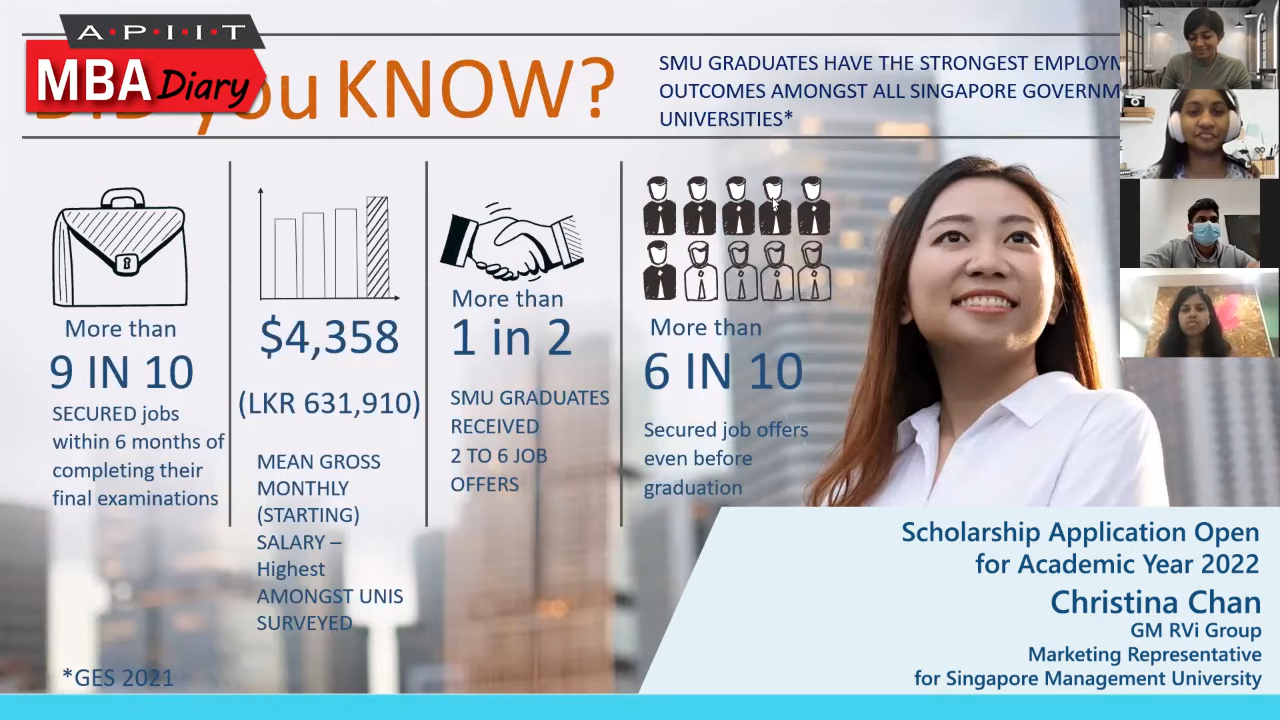 A·P·I·I·T
MBA Diary
you KNOW?
SMU GRADUATES HAVE THE STRONGEST EMPLOYM
OUTCOMES AMONGST ALL SINGAPORE GOVERNM
UNIVERSITIES*
More than
9 IN 10
SECURED jobs
within 6 months of
completing their
final examinations
$4,358
(LKR 631,910)
MEAN GROSS
MONTHLY
(STARTING)
SALARY –
Highest
AMONGST UNIS
SURVEYED
More than
1 in 2
SMU GRADUATES
RECEIVED
2 TO 6 JOB
OFFERS
More than
6 IN 10
Secured job offers
even before
graduation
Scholarship Application Open
for Academic Year 2022
Christina Chan
GM RVi Group
Marketing Representative
for Singapore Management University
*GES 2021